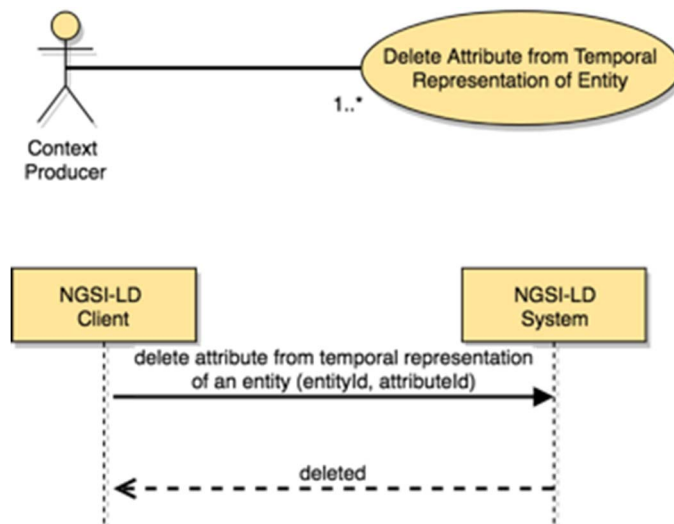 Delete Attribute from Temporal
Representation of Entity
1..*
Context
Producer
NGSI-LD
Client
NGSI-LD
System
delete attribute from temporal representation
of an entity (entityId, attributeId)
deleted